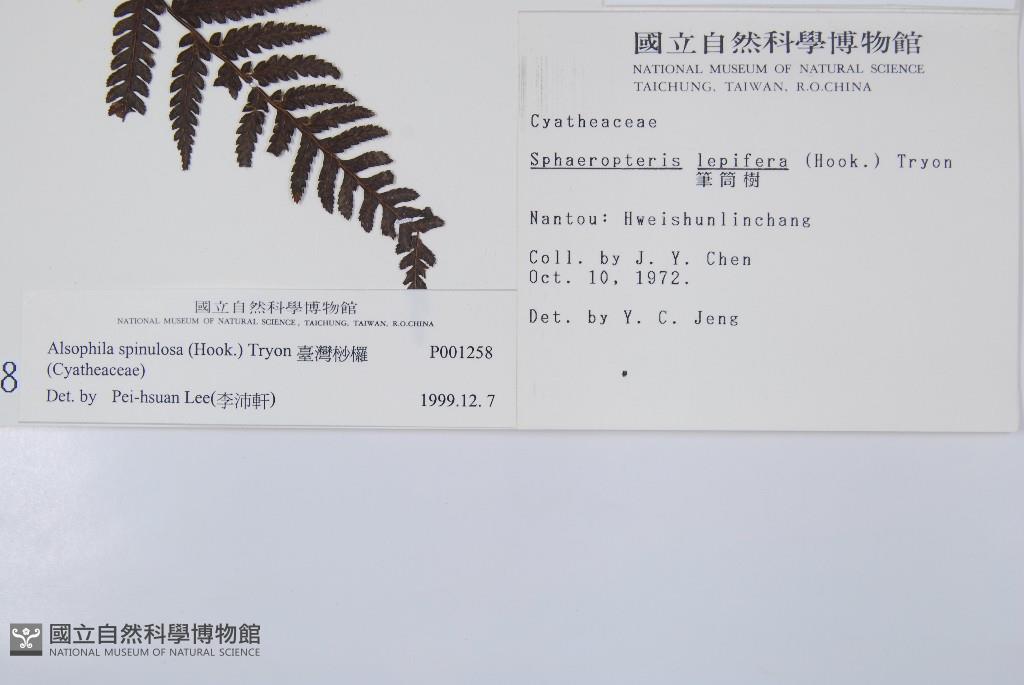 國立自然科學博物館
NATIONAL MUSEUM OF NATURAL SCIENCE
TAICHUNG, TAIWAN, R.O.CHINA
Cyatheaceae
Sphaeropteris lepifera (Hook.) Tryon
筆筒樹
Nantou: Hweishunlinchang
Coll. by J. Y. Chen
Oct. 10, 1972.
Det. by Y. C. Jeng
國立自然科學博物館
NATIONAL MUSEUM OF NATURAL SCIENCE, TAICHUNG, TAIWAN, R.O.CHINA
Alsophila spinulosa (Hook.) Tryon 臺灣桫欏 P001258
(Cyatheaceae)
Det. by Pei-hsuan Lee(李沛軒) 1999.12. 7
8
國立自然科學博物館
NATIONAL MUSEUM OF NATURAL SCIENCE